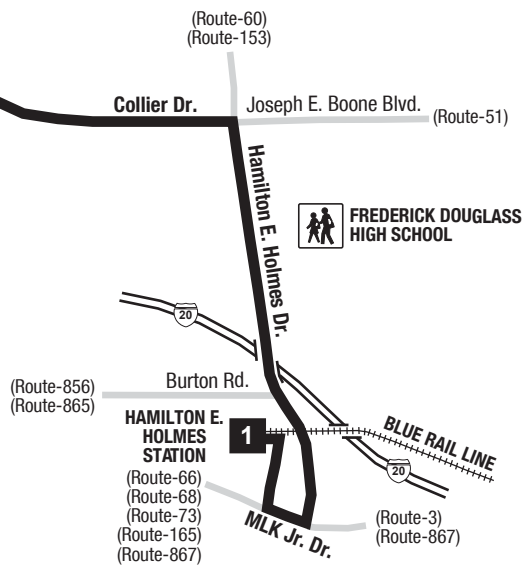 (Route-60)
(Route-153)
Collier Dr.
Joseph E. Boone Blvd.
(Route-51)
Hamilton E. Holmes Dr.
FREDERICK DOUGLASS
HIGH SCHOOL
20
Burton Rd.
(Route-856)
(Route-865)
HAMILTON E.
HOLMES
STATION
1
BLUE RAIL LINE
20
(Route-66)
(Route-68)
(Route-73)
(Route-165)
(Route-867)
MLK Jr. Dr.
(Route-3)
(Route-867)